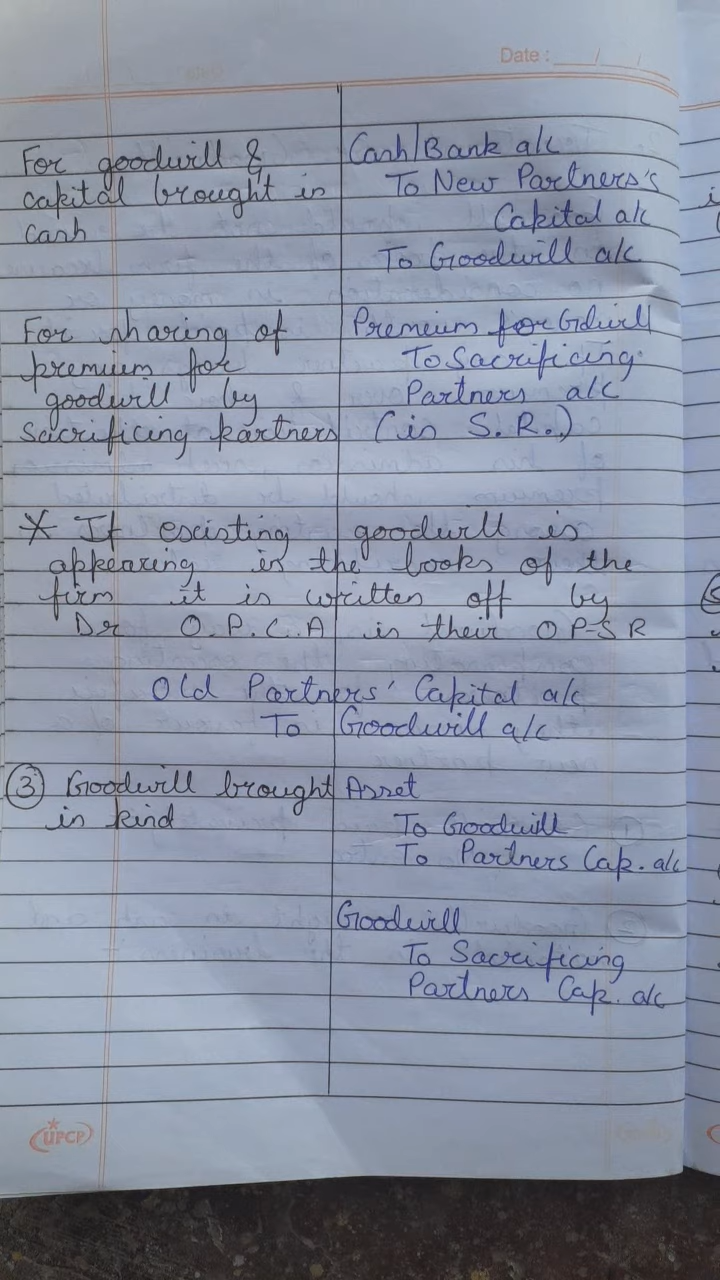 Date : __/__/__
For goodwill & Cash/Bank a/c
capital brought in To New Partners's
cash Capital a/c
To Goodwill a/c
For sharing of Premium for Gdwill
premium for To Sacrificing
goodwill by Partners a/c
Sacrificing partners (in S.R..)
* If existing goodwill is
appearing in the books of the
firm it is written off by
Dr O.P.C.A in their O P-S R
Old Partners' Capital a/c
To Goodwill a/c
③ Goodwill brought Asset
in kind To Goodwill
To Partners Cap. a/c
Goodwill
To Sacrificing
Partners Cap. a/c
UPCP